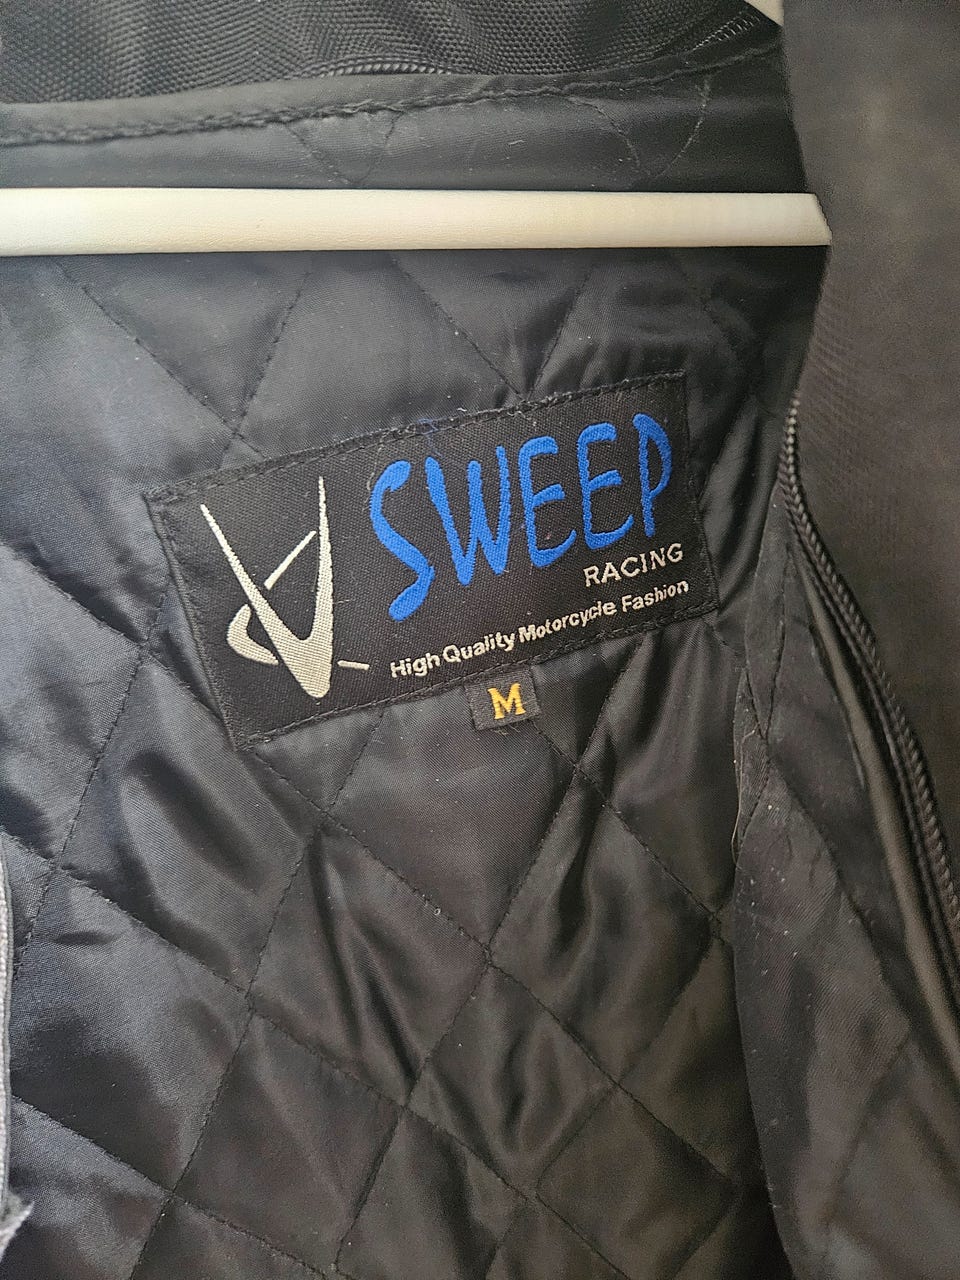 SWEEP
RACING
High Quality Motorcycle Fashion
M